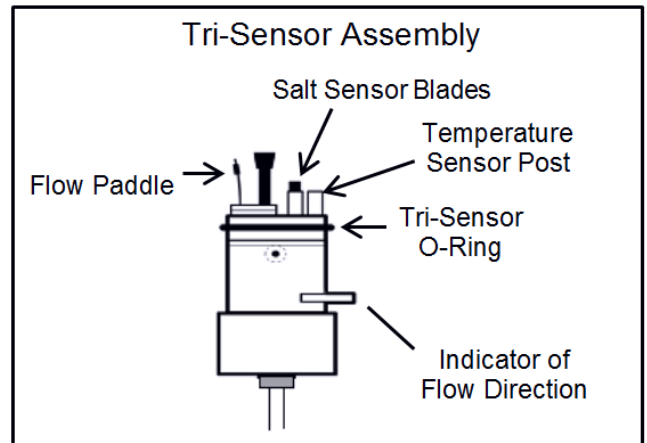 Tri-Sensor Assembly
Salt Sensor Blades
Temperature
Sensor Post
Flow Paddle
Tri-Sensor
O-Ring
Indicator of
Flow Direction